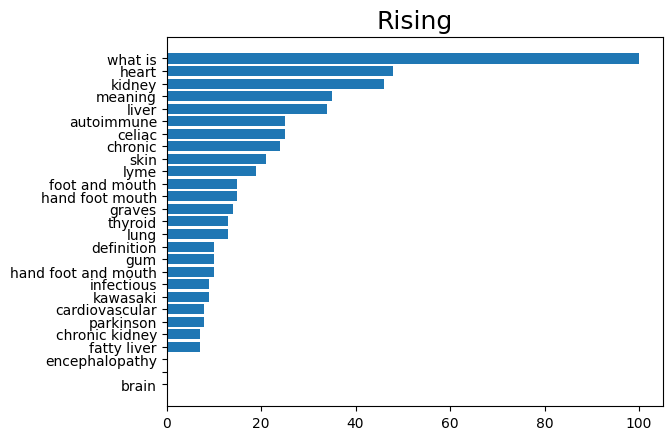 Rising
what is
heart
kidney
meaning
liver
autoimmune
celiac
chronic
skin
lyme
foot and mouth
hand foot mouth
graves
thyroid
lung
definition
gum
hand foot and mouth
infectious
kawasaki
cardiovascular
parkinson
chronic kidney
fatty liver
encephalopathy
brain
0 20 40 60 80 100